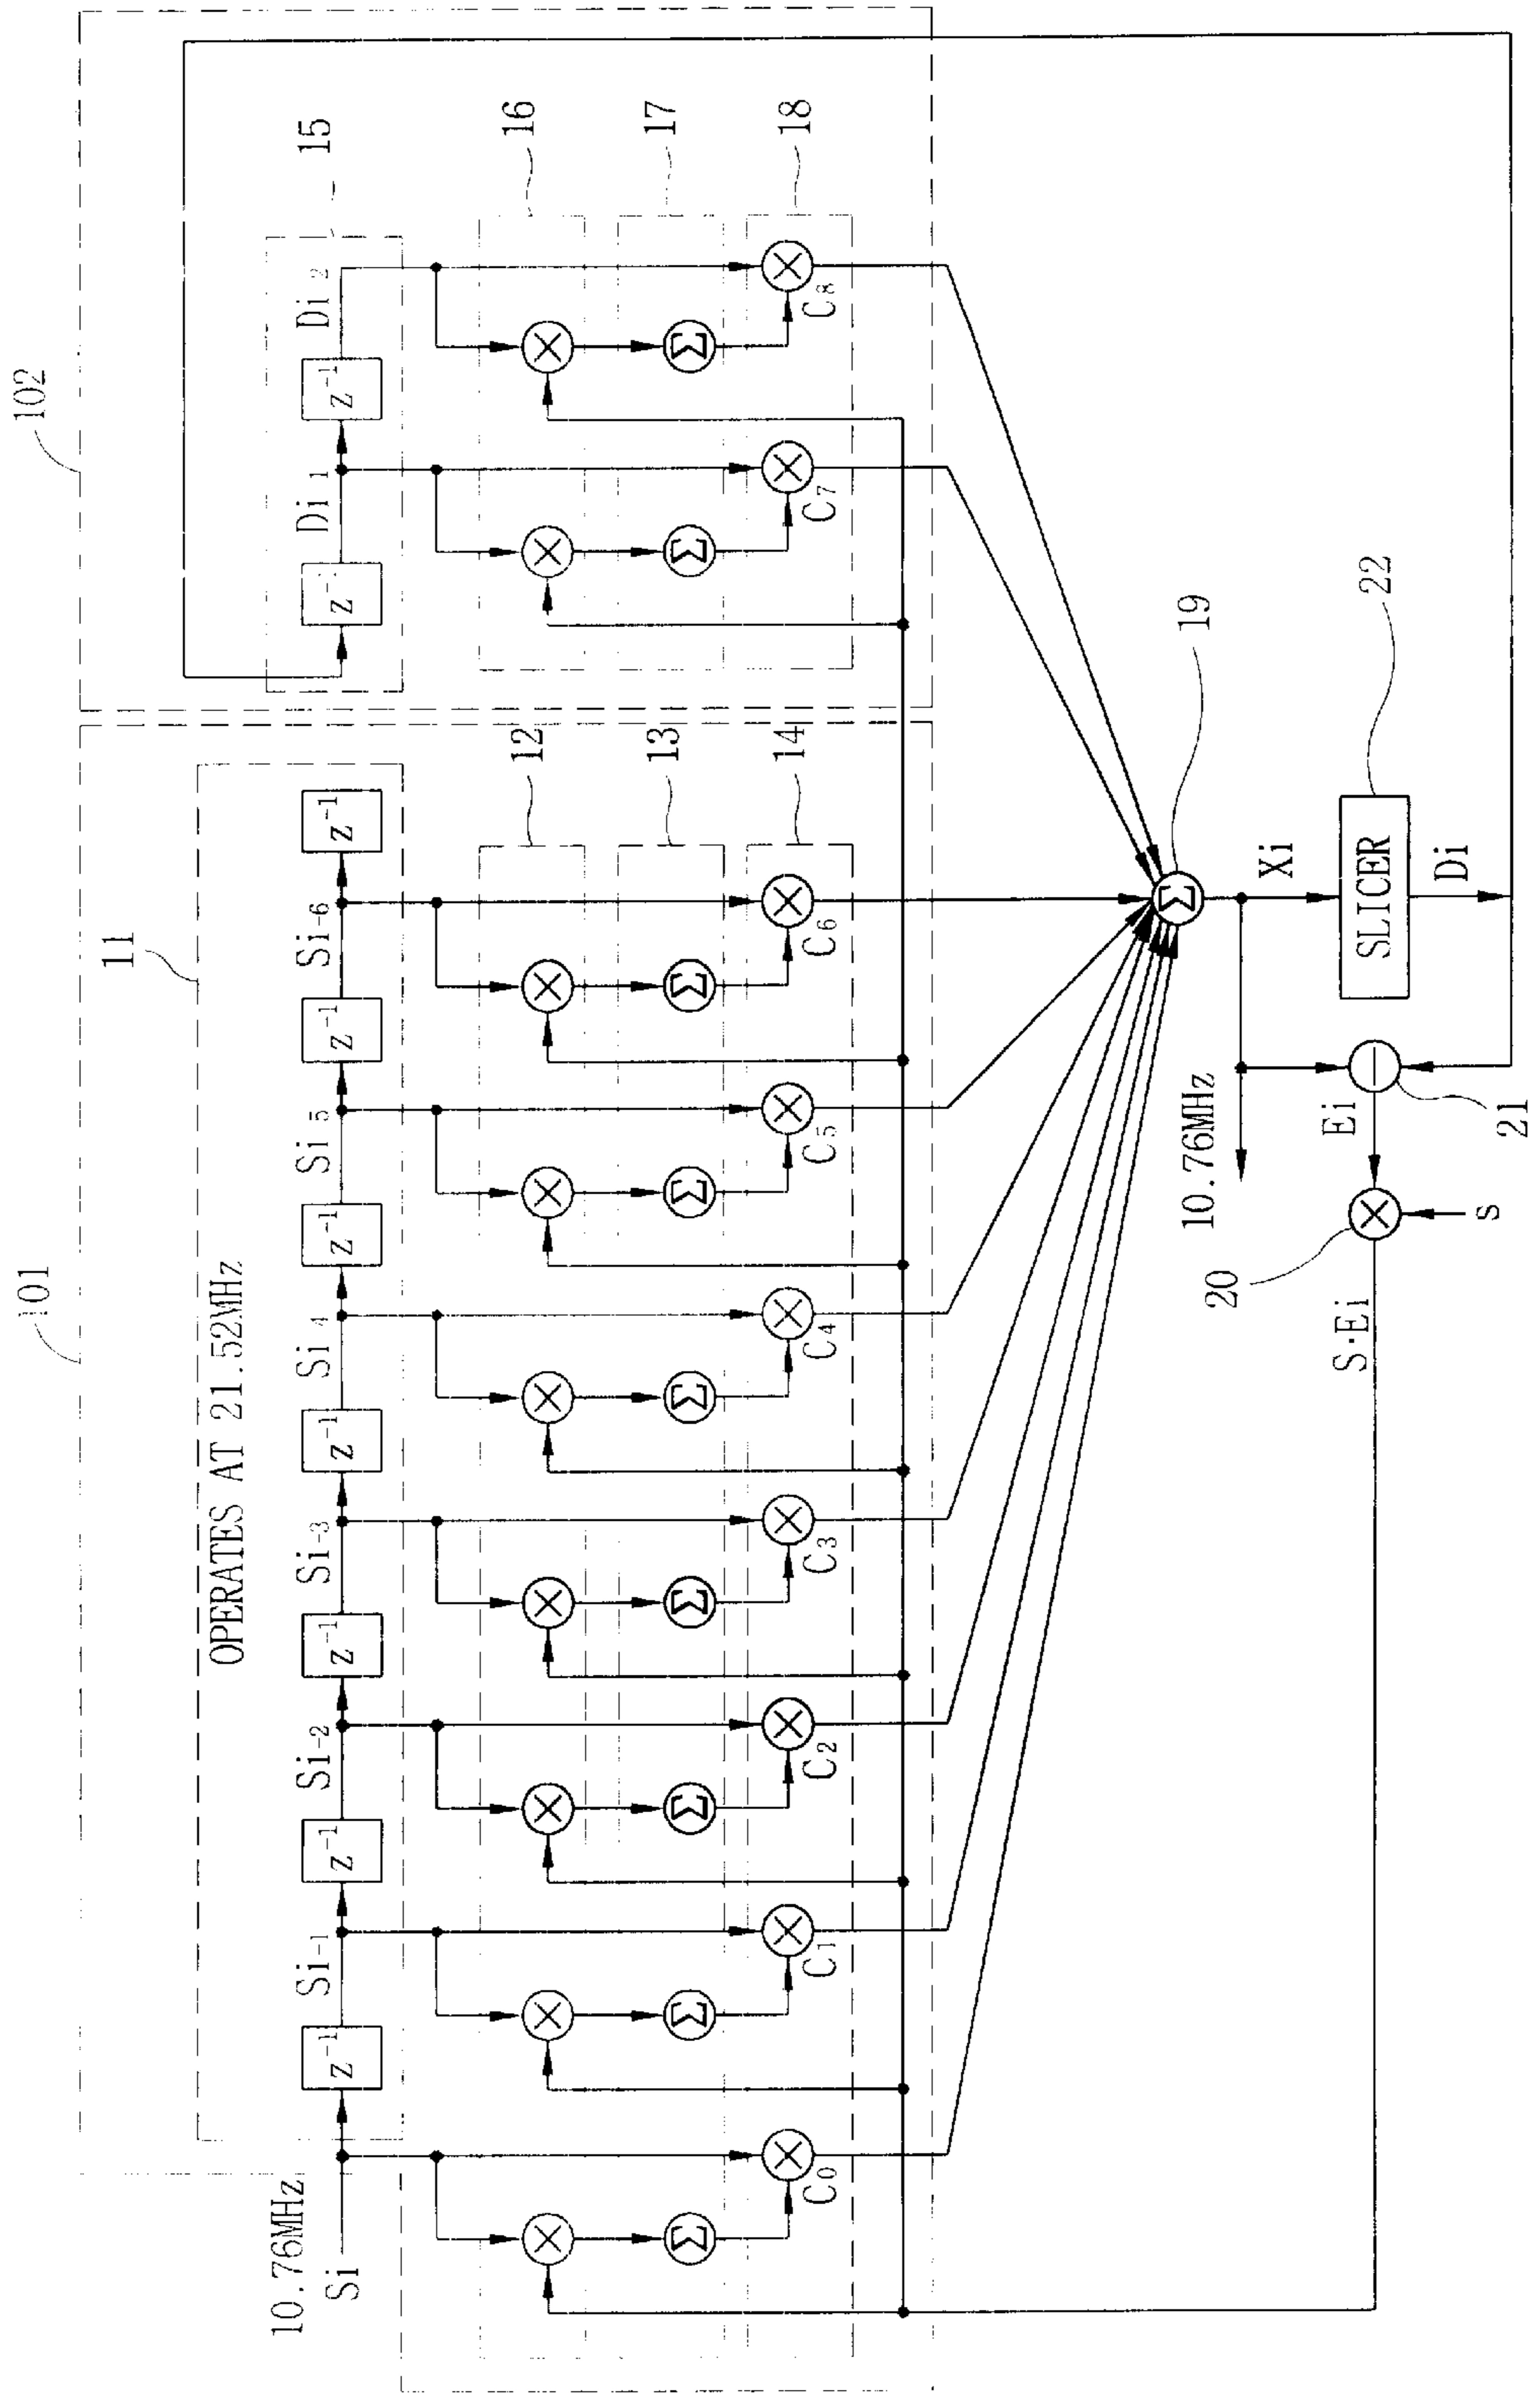 101
102
11
OPERATES AT 21.52MHz
15
10.76MHz
Si
Z⁻¹
Si-1
Z⁻¹
Si-2
Z⁻¹
Si-3
Z⁻¹
Si 4
Z⁻¹
Si 5
Z⁻¹
Si-6
Z⁻¹
Z⁻¹
Di 1
Z⁻¹
Di 2
12
16
× × × × × × × × ×
13
17
Σ Σ Σ Σ Σ Σ Σ Σ Σ
14
18
× × × × × × × × ×
C0
C1
C2
C3
C4
C5
C6
C7
C8
Σ
19
10.76MHz
Xi
S·Ei
20
×
s
Ei
−
21
SLICER
22
Di